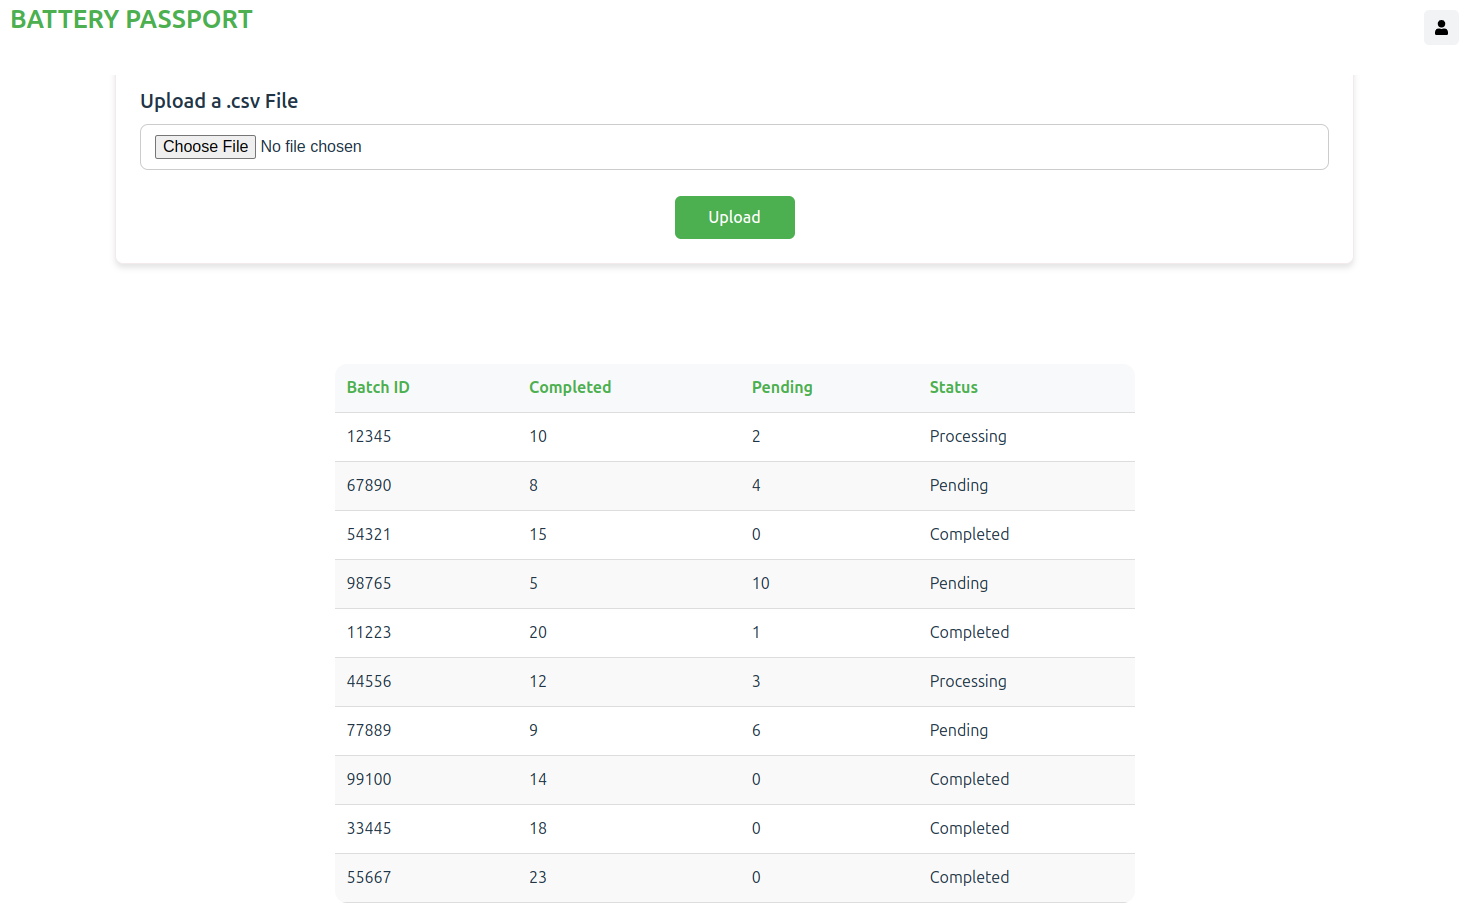 BATTERY PASSPORT
Upload a .csv File
Choose File No file chosen
Upload
Batch ID Completed Pending Status
12345 10 2 Processing
67890 8 4 Pending
54321 15 0 Completed
98765 5 10 Pending
11223 20 1 Completed
44556 12 3 Processing
77889 9 6 Pending
99100 14 0 Completed
33445 18 0 Completed
55667 23 0 Completed